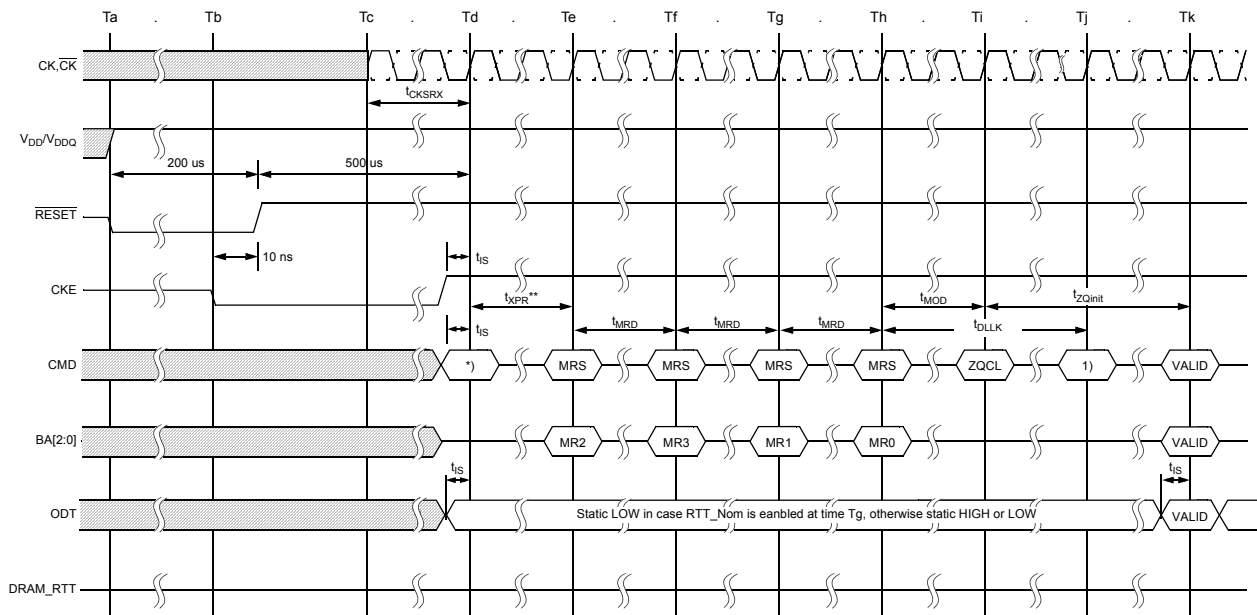 Ta . Tb Tc . Td . Te . Tf . Tg . Th . Ti . Tj . Tk
CK,CK
tCKSRX
VDD/VDDQ
200 us 500 us
RESET
10 ns tIS
CKE
tXPR** tMOD tZQinit
tIS tMRD tMRD tMRD tDLLK
CMD *) MRS MRS MRS MRS ZQCL 1) VALID
BA[2:0] MR2 MR3 MR1 MR0 VALID
tIS tIS
ODT Static LOW in case RTT_Nom is eanbled at time Tg, otherwise static HIGH or LOW VALID
DRAM_RTT